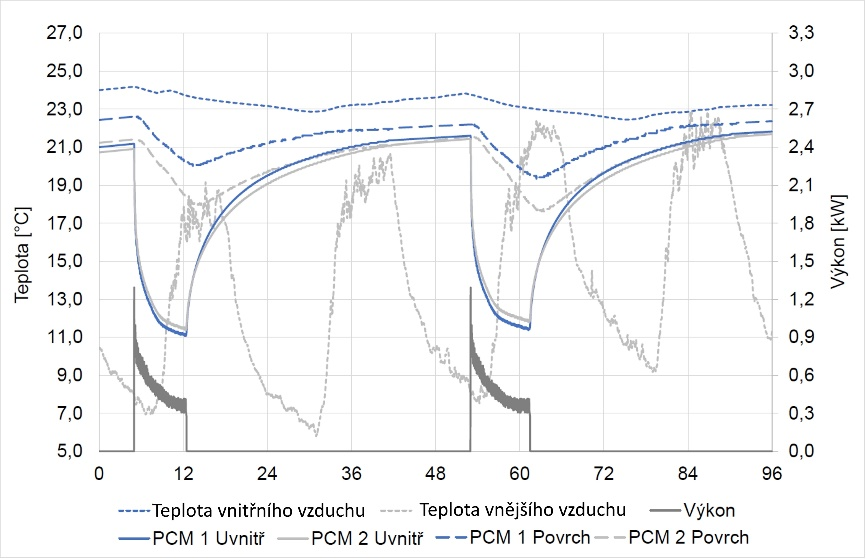 27,0 3,3
25,0 3,0
23,0 2,7
21,0 2,4
19,0 2,1
17,0 1,8
15,0 1,5
13,0 1,2
11,0 0,9
9,0 0,6
7,0 0,3
5,0 0,0
Teplota [°C]
Výkon [kW]
0 12 24 36 48 60 72 84 96
Teplota vnitřního vzduchu Teplota vnějšího vzduchu Výkon
PCM 1 Uvnitř PCM 2 Uvnitř PCM 1 Povrch PCM 2 Povrch